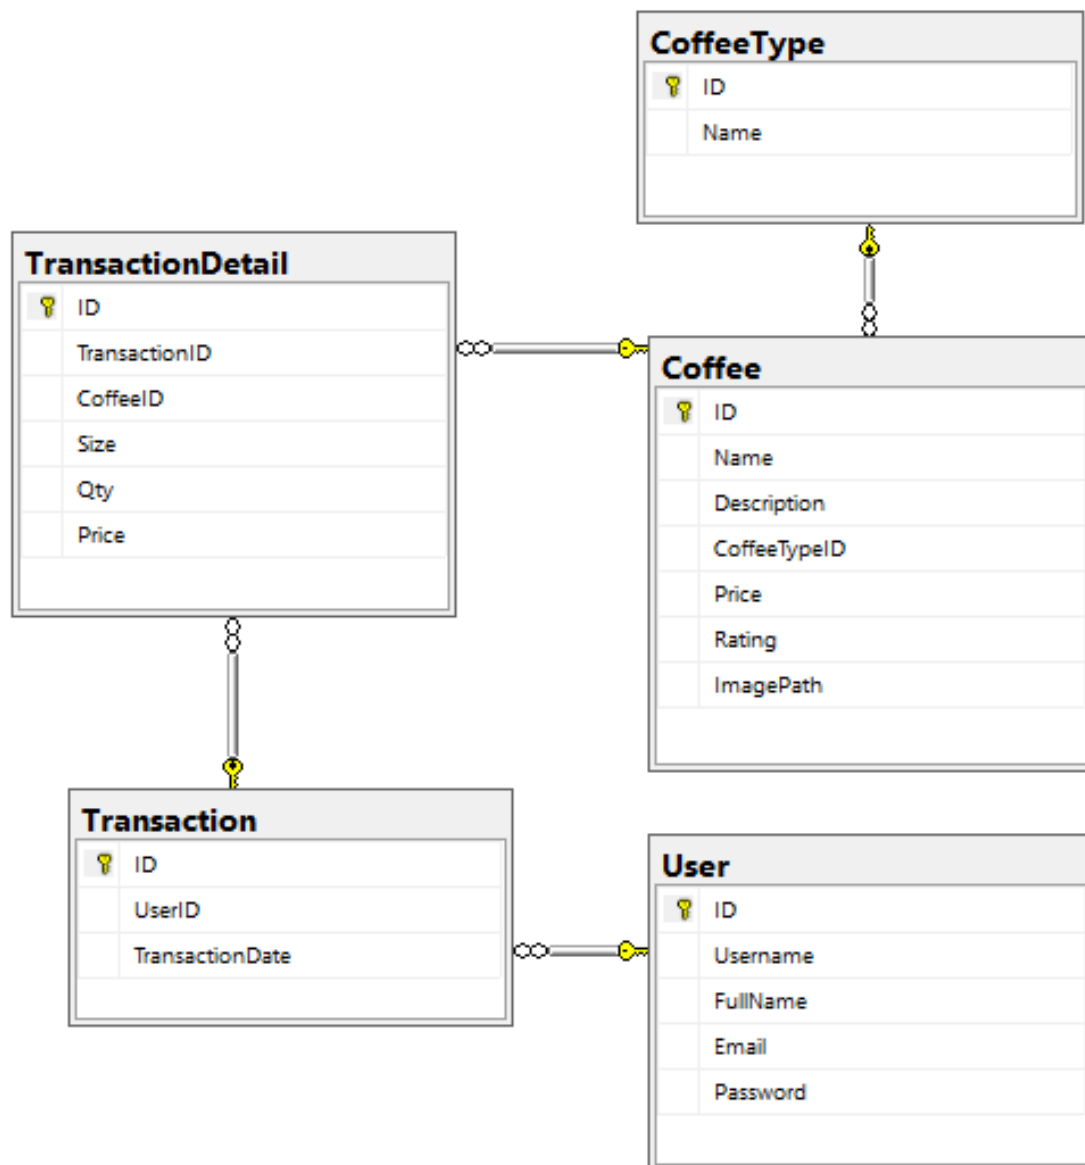 CoffeeType
ID
Name
TransactionDetail
ID
TransactionID
CoffeeID
Size
Qty
Price
Coffee
ID
Name
Description
CoffeeTypeID
Price
Rating
ImagePath
Transaction
ID
UserID
TransactionDate
User
ID
Username
FullName
Email
Password